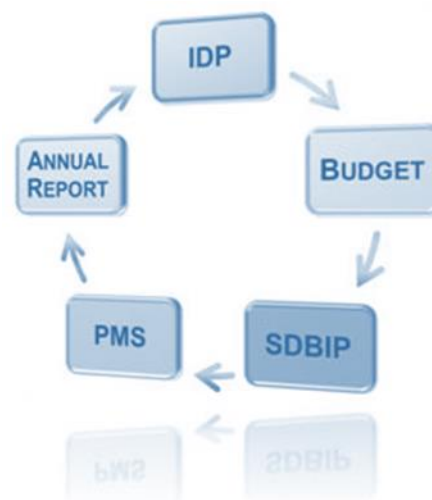 IDP
BUDGET
SDBIP
PMS
ANNUAL
REPORT